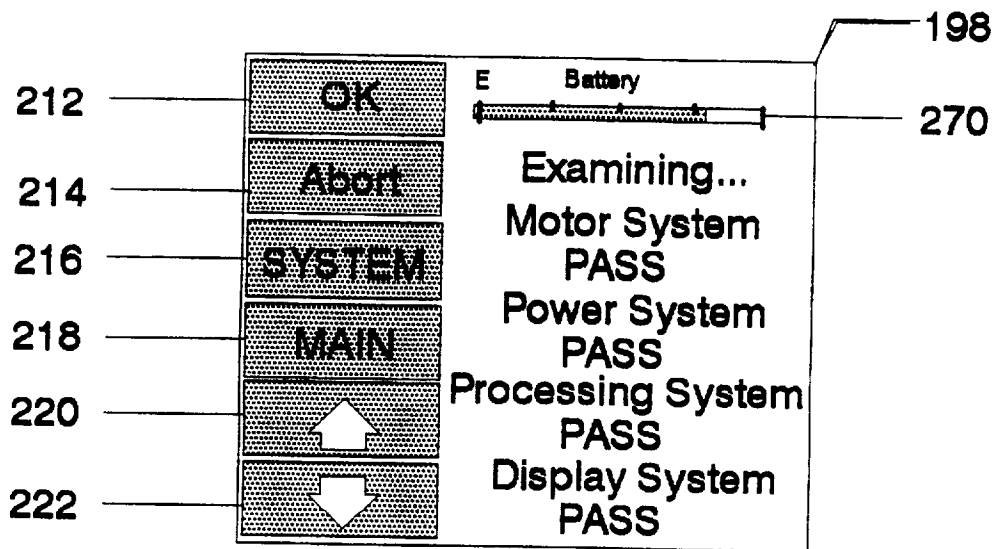 198
212
OK
E Battery
270
214
Abort
Examining...
216
SYSTEM
Motor System
PASS
218
MAIN
Power System
PASS
220
Processing System
PASS
222
Display System
PASS